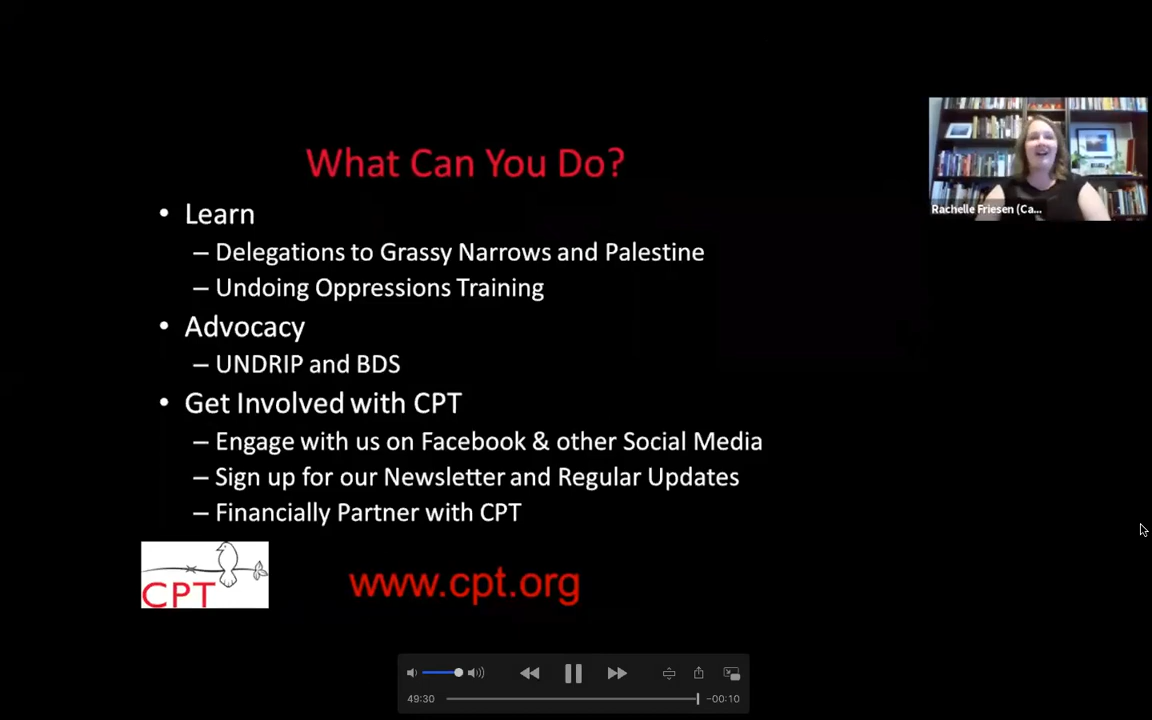 What Can You Do?
Rachelle Friesen (Ca...
• Learn
– Delegations to Grassy Narrows and Palestine
– Undoing Oppressions Training
• Advocacy
– UNDRIP and BDS
• Get Involved with CPT
– Engage with us on Facebook & other Social Media
– Sign up for our Newsletter and Regular Updates
– Financially Partner with CPT
CPT
www.cpt.org
49:30
−00:10